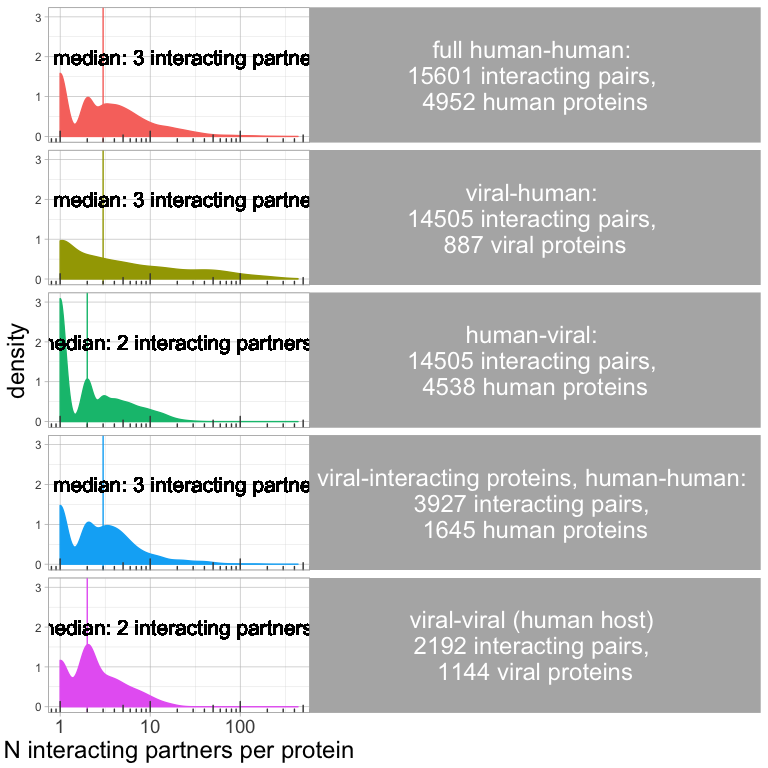 3
2
1
0
median: 3 interacting partne
full human-human:
15601 interacting pairs,
4952 human proteins
3
2
1
0
median: 3 interacting partne
viral-human:
14505 interacting pairs,
887 viral proteins
3
2
1
0
nedian: 2 interacting partners
human-viral:
14505 interacting pairs,
4538 human proteins
3
2
1
0
median: 3 interacting partne
viral-interacting proteins, human-human:
3927 interacting pairs,
1645 human proteins
3
2
1
0
nedian: 2 interacting partners
viral-viral (human host)
2192 interacting pairs,
1144 viral proteins
density
1 10 100
N interacting partners per protein